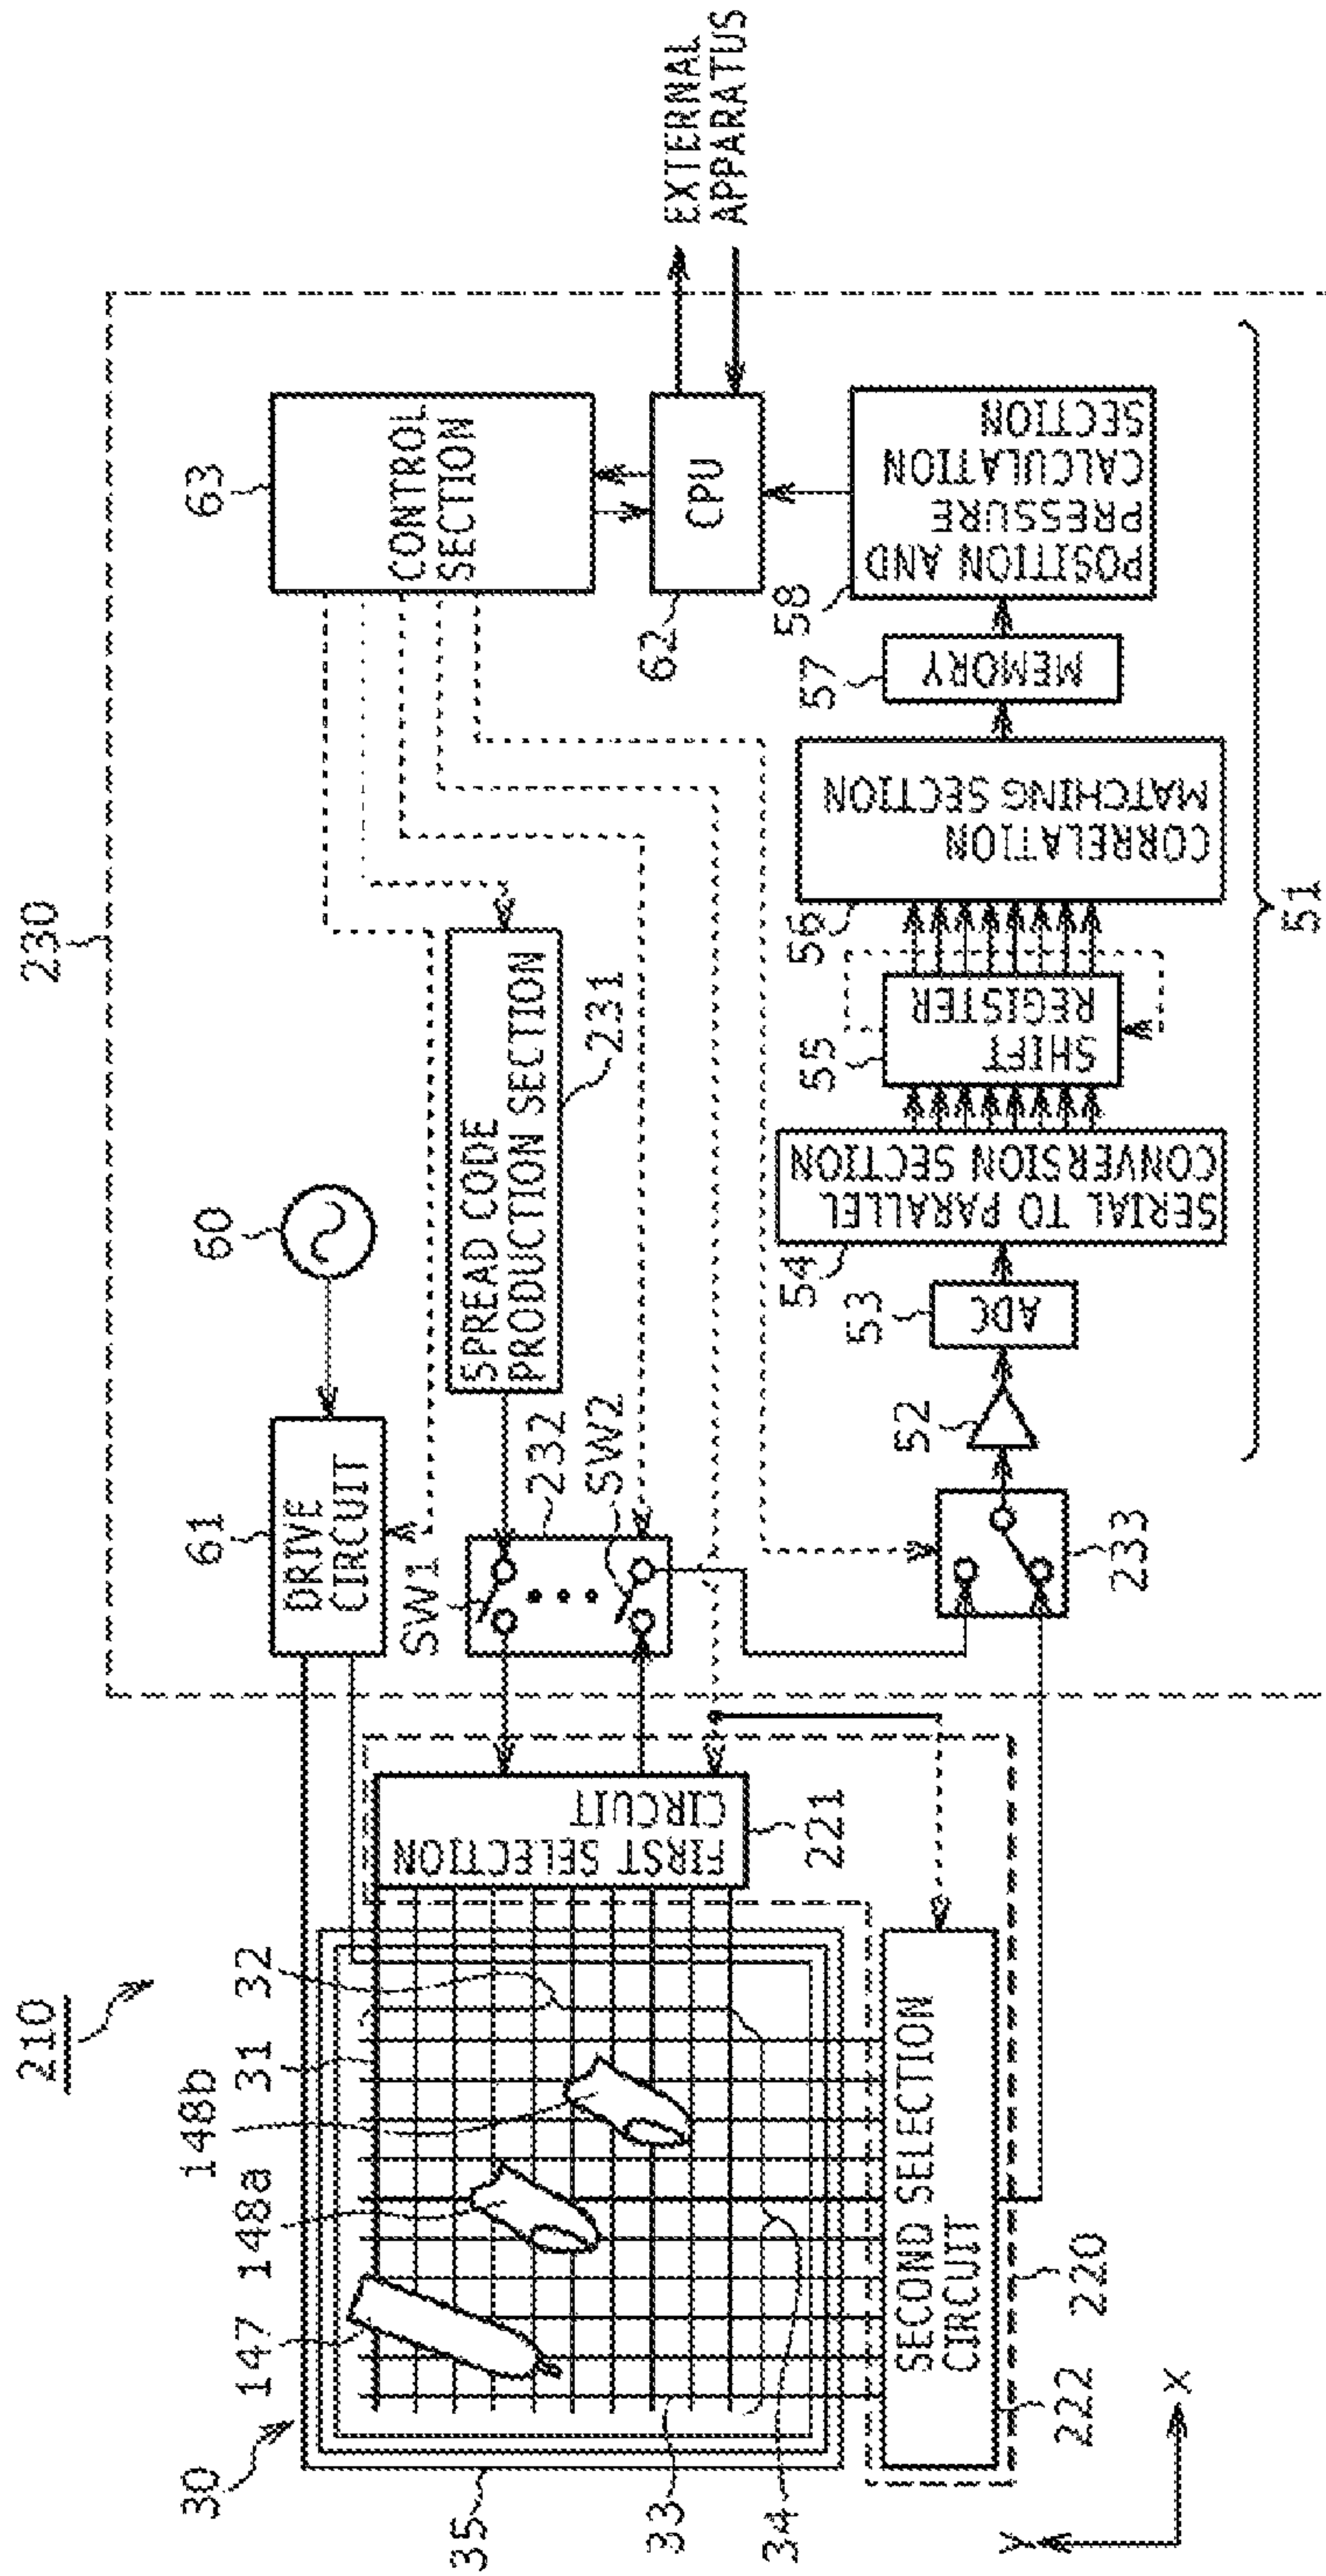 210
230
30
147
148a
148b
31
32
35
33
34
61
DRIVE
CIRCUIT
60
63
CONTROL
SECTION
SPREAD CODE
PRODUCTION SECTION
231
SW1
232
SW2
62
CPU
EXTERNAL
APPARATUS
FIRST SELECTION
CIRCUIT
221
SECOND SELECTION
CIRCUIT
222
220
233
52
53
ADC
54
SERIAL TO PARALLEL
CONVERSION SECTION
55
SHIFT
REGISTER
56
CORRELATION
MATCHING SECTION
57
MEMORY
58
POSITION AND
PRESSURE
CALCULATION
SECTION
51
Y
X